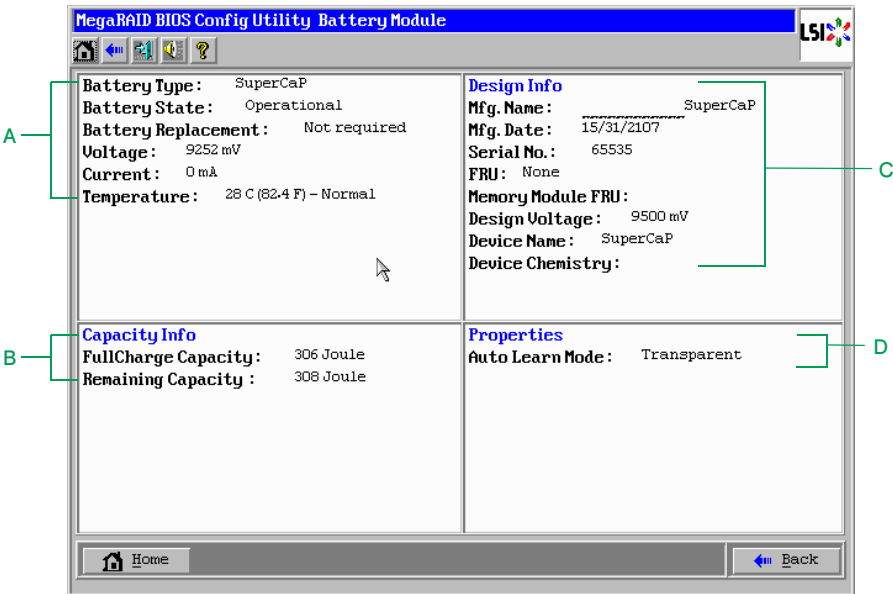 MegaRAID BIOS Config Utility Battery Module
LSI
A
Battery Type: SuperCaP
Battery State: Operational
Battery Replacement: Not required
Voltage: 9252 mV
Current: 0 mA
Temperature: 28 C (82.4 F) – Normal
Design Info
Mfg. Name: SuperCaP
Mfg. Date: 15/31/2107
Serial No.: 65535
FRU: None
Memory Module FRU:
Design Voltage: 9500 mV
Device Name: SuperCaP
Device Chemistry:
C
B
Capacity Info
FullCharge Capacity: 306 Joule
Remaining Capacity : 308 Joule
Properties
Auto Learn Mode: Transparent
D
Home
Back